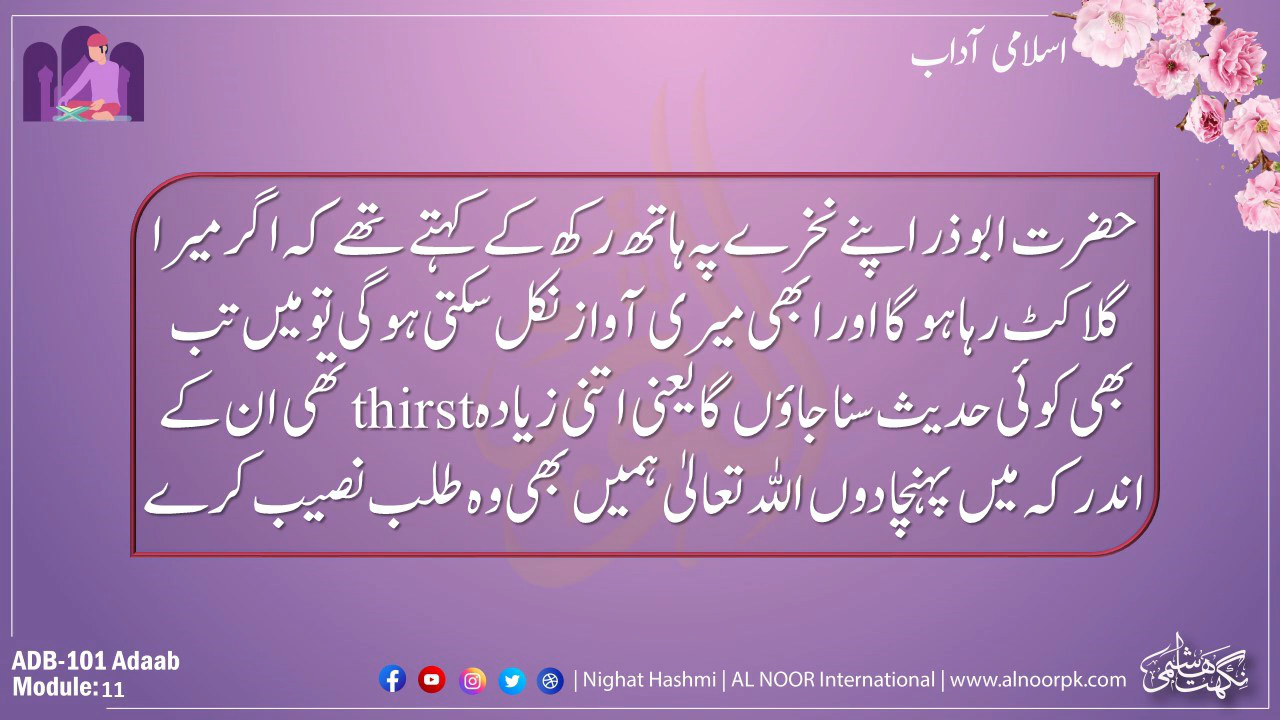 اسلامی آداب
حضرت ابوذر اپنے نخرے پہ ہاتھ رکھ کے کہتے تھے کہ اگر میرا
گلا کٹ رہا ہو گا اور ابھی میری آواز نکل سکتی ہو گی تو میں تب
بھی کوئی حدیث سنا جاؤں گا یعنی اتنی زیادہ thirst تھی ان کے
اندر کہ میں پہنچا دوں اللہ تعالیٰ ہمیں بھی وہ طلب نصیب کرے
ADB-101 Adaab
Module:11
| Nighat Hashmi | AL NOOR International | www.alnoorpk.com
نگہت ہاشمی